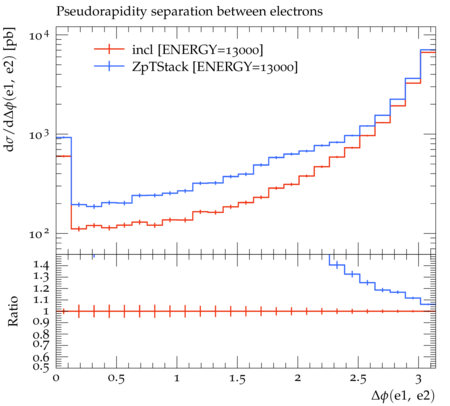 Pseudorapidity separation between electrons
dσ/dΔϕ(e1, e2) [pb]
10⁴
incl [ENERGY=13000]
ZpTStack [ENERGY=13000]
10³
10²
Ratio
1.4
1.3
1.2
1.1
1
0.9
0.8
0.7
0.6
0.5
0 0.5 1 1.5 2 2.5 3
Δϕ(e1, e2)